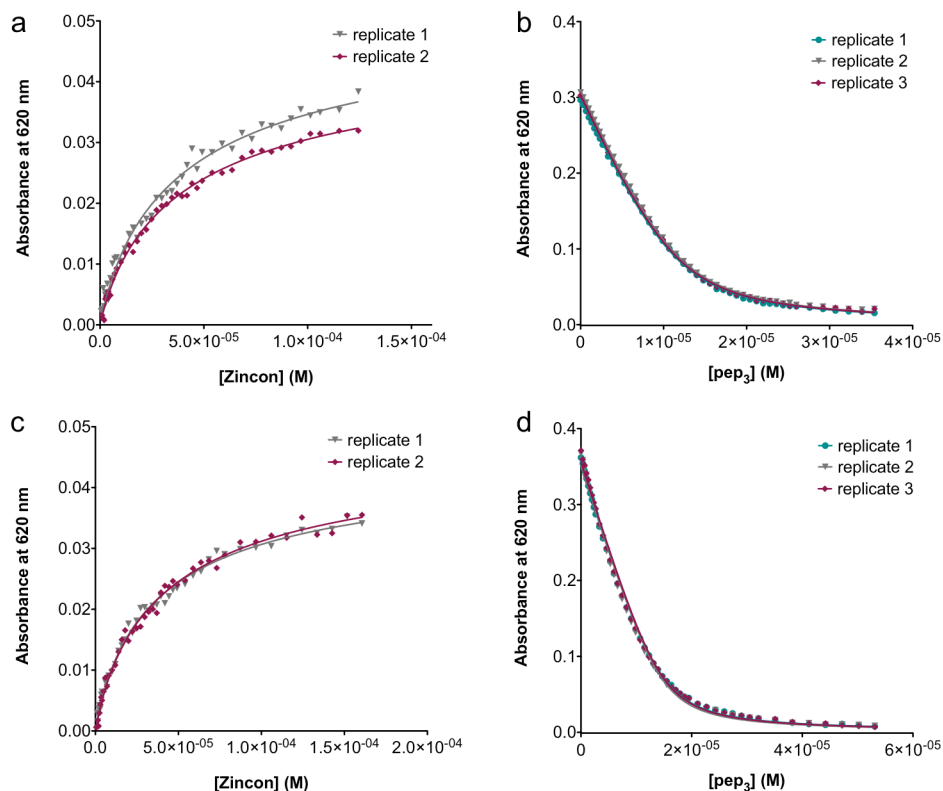 a
0.05
0.04
0.03
0.02
0.01
0.00
Absorbance at 620 nm
replicate 1
replicate 2
0.0
5.0×10⁻⁰⁵
1.0×10⁻⁰⁴
1.5×10⁻⁰⁴
[Zincon] (M)
b
0.4
0.3
0.2
0.1
0.0
Absorbance at 620 nm
replicate 1
replicate 2
replicate 3
0
1×10⁻⁰⁵
2×10⁻⁰⁵
3×10⁻⁰⁵
4×10⁻⁰⁵
[pep₃] (M)
c
0.05
0.04
0.03
0.02
0.01
0.00
Absorbance at 620 nm
replicate 1
replicate 2
0.0
5.0×10⁻⁰⁵
1.0×10⁻⁰⁴
1.5×10⁻⁰⁴
2.0×10⁻⁰⁴
[Zincon] (M)
d
0.4
0.3
0.2
0.1
0.0
Absorbance at 620 nm
replicate 1
replicate 2
replicate 3
0
2×10⁻⁰⁵
4×10⁻⁰⁵
6×10⁻⁰⁵
[pep₃] (M)